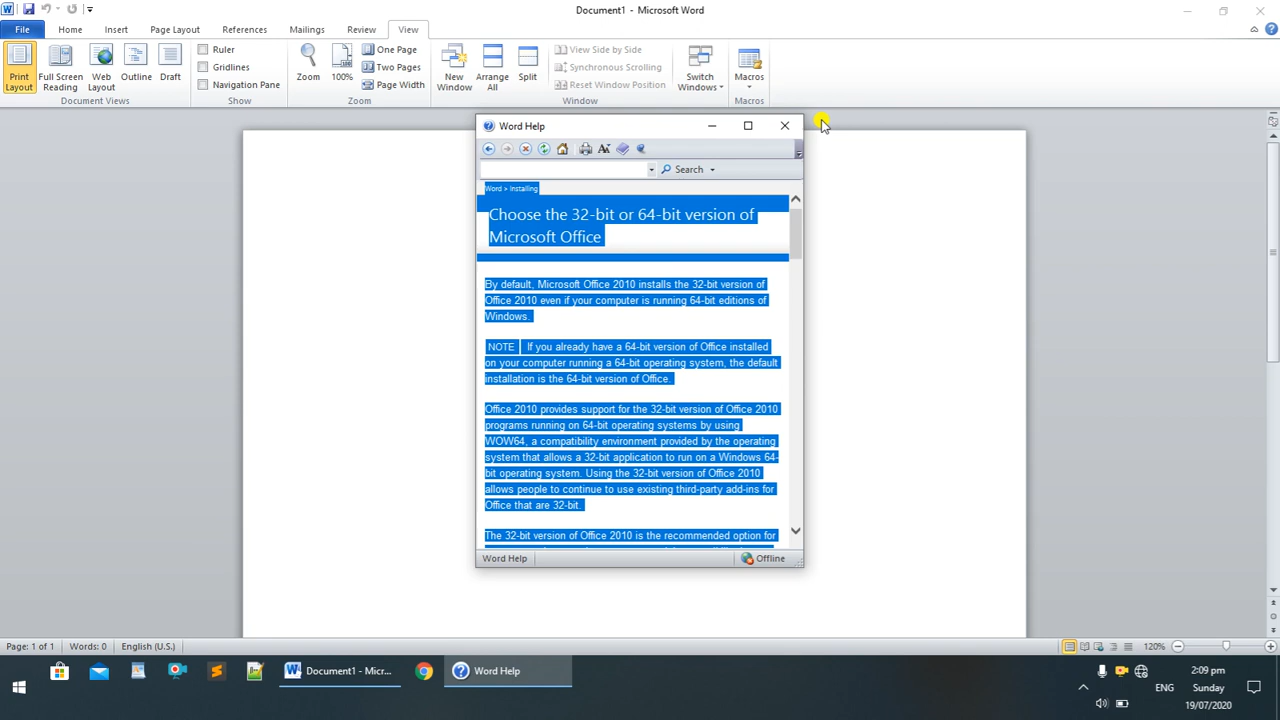 Document1 - Microsoft Word
File Home Insert Page Layout References Mailings Review View
Print Layout
Full Screen Reading
Web Layout
Outline
Draft
Document Views
Ruler
Gridlines
Navigation Pane
Show
Zoom
100%
One Page
Two Pages
Page Width
Zoom
New Window
Arrange All
Split
View Side by Side
Synchronous Scrolling
Reset Window Position
Window
Switch Windows
Macros
Macros
Word Help
Search
Word > Installing
Choose the 32-bit or 64-bit version of
Microsoft Office
By default, Microsoft Office 2010 installs the 32-bit version of
Office 2010 even if your computer is running 64-bit editions of
Windows.
NOTE If you already have a 64-bit version of Office installed
on your computer running a 64-bit operating system, the default
installation is the 64-bit version of Office.
Office 2010 provides support for the 32-bit version of Office 2010
programs running on 64-bit operating systems by using
WOW64, a compatibility environment provided by the operating
system that allows a 32-bit application to run on a Windows 64-
bit operating system. Using the 32-bit version of Office 2010
allows people to continue to use existing third-party add-ins for
Office that are 32-bit.
The 32-bit version of Office 2010 is the recommended option for
Word Help
Offline
Page: 1 of 1 Words: 0 English (U.S.) 120%
Document1 - Micr... Word Help
2:09 pm
ENG Sunday
19/07/2020